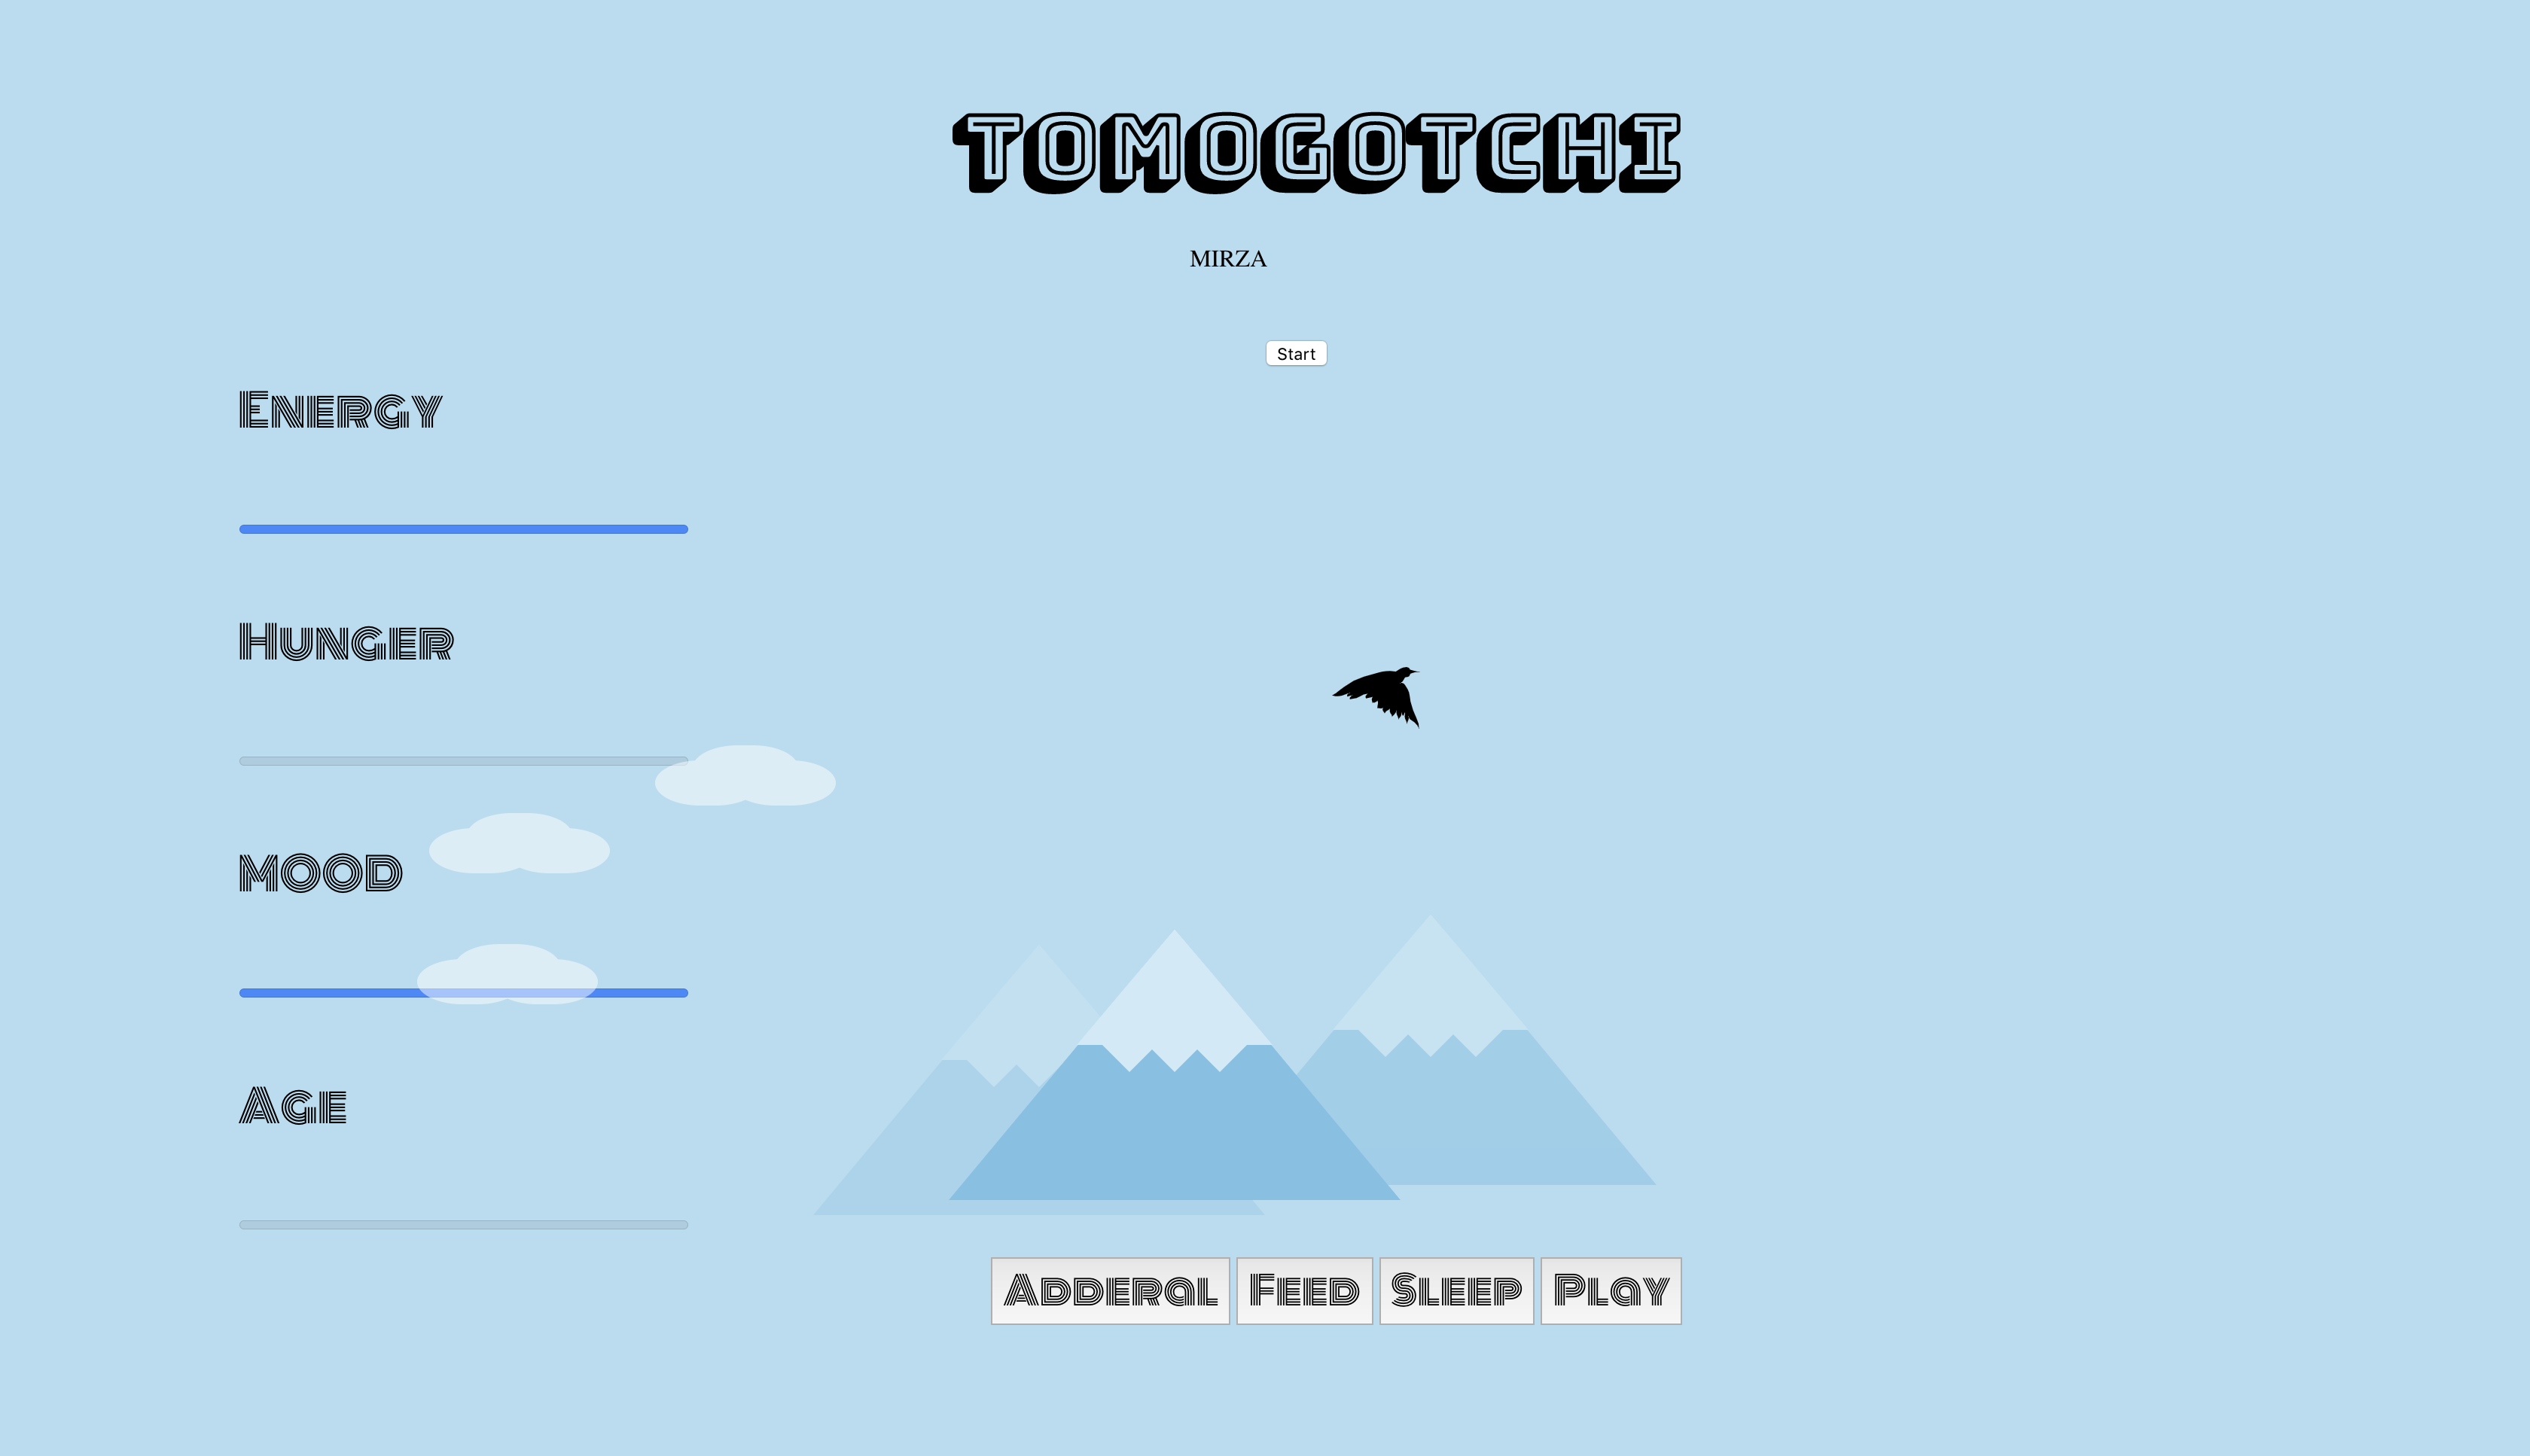 TOMOGOTCHI
MIRZA
Start
Energy
Hunger
MOOD
Age
Adderal Feed Sleep Play